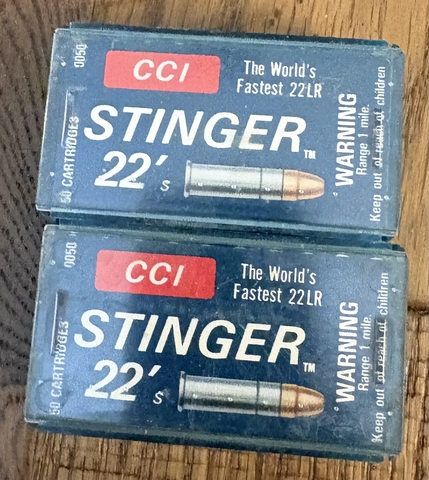 0050
CCI
The World's
Fastest 22LR
STINGER™
22's
50 CARTRIDGES
WARNING
Range 1 mile.
Keep out of reach of children
0050
CCI
The World's
Fastest 22LR
STINGER™
22's
50 CARTRIDGES
WARNING
Range 1 mile.
Keep out of reach of children